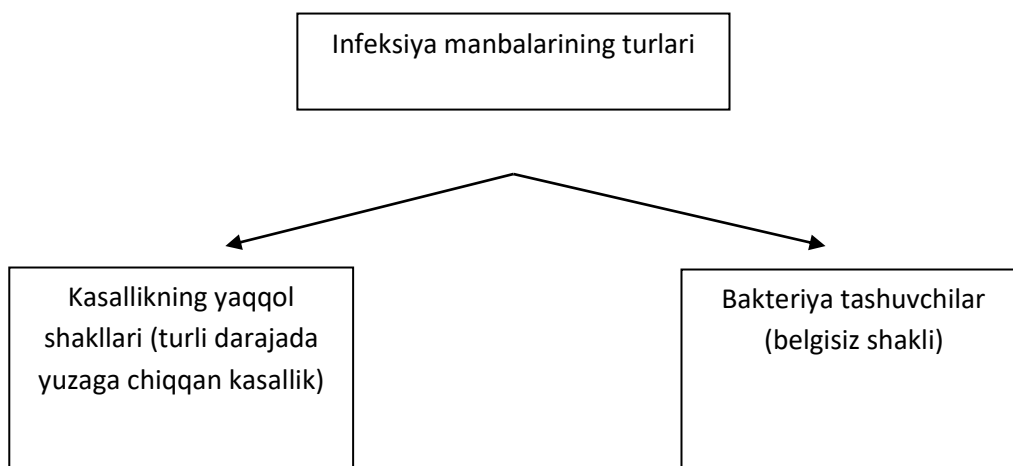 Infeksiya manbalarining turlari
Kasallikning yaqqol
shakllari (turli darajada
yuzaga chiqqan kasallik)
Bakteriya tashuvchilar
(belgisiz shakli)